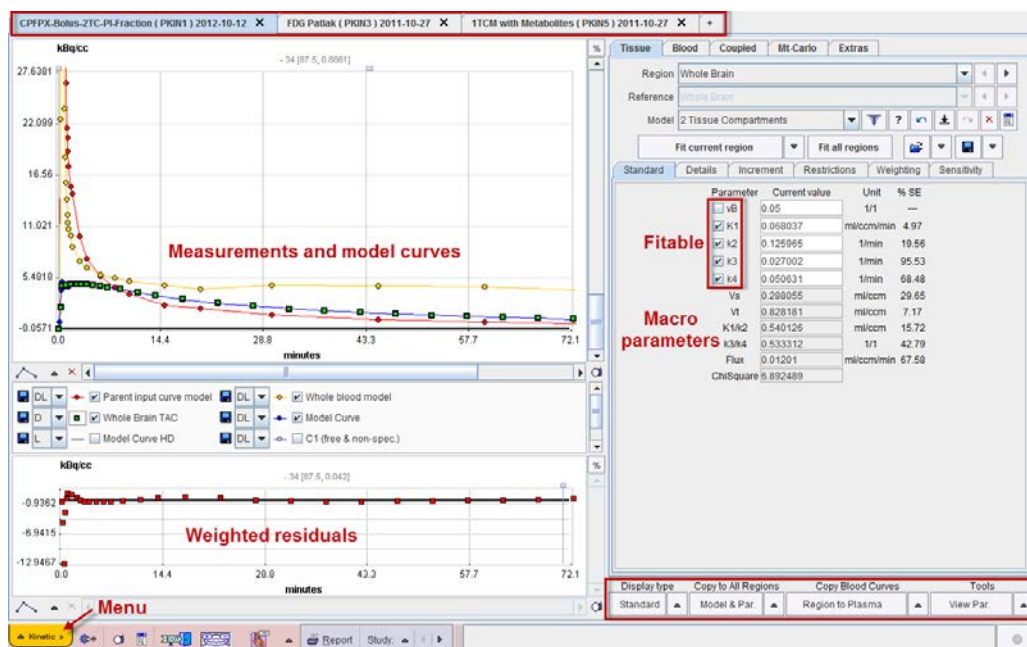 CPFPX-Bolus-2TC-PI-Fraction ( PKIN1 ) 2012-10-12 X FDG Patlak ( PKIN3 ) 2011-10-27 X 1TCM with Metabolites ( PKIN5 ) 2011-10-27 X +
kBq/cc
- 34 [87.5, 0.8661]
%
27.6381
22.099
16.56
11.021
5.4818
-0.0571
Measurements and model curves
0.0 14.4 28.8 43.3 57.7 72.1
minutes
DL Parent input curve model DL Whole blood model
D Whole Brain TAC DL Model Curve
L Model Curve HD DL C1 (free & non-spec.)
kBq/cc
- 34 [87.5, 0.042]
%
-0.9362
-6.9415
-12.9467
Weighted residuals
0.0 14.4 28.8 43.3 57.7 72.1
minutes
Menu
Kinetic Report Study:
Tissue Blood Coupled Mt-Carlo Extras
Region Whole Brain
Reference Whole Brain
Model 2 Tissue Compartments ?
Fit current region Fit all regions
Standard Details Increment Restrictions Weighting Sensitivity
Parameter Current value Unit % SE
vB 0.05 1/1 ---
K1 0.068037 ml/ccm/min 4.97
Fitable
k2 0.125965 1/min 19.56
k3 0.027002 1/min 95.53
k4 0.050631 1/min 68.48
Vs 0.288055 ml/ccm 29.65
Macro
Vt 0.828181 ml/ccm 7.17
parameters
K1/k2 0.540126 ml/ccm 15.72
k3/k4 0.533312 1/1 42.79
Flux 0.01201 ml/ccm/min 67.58
ChiSquare 6.892489
Display type Copy to All Regions Copy Blood Curves Tools
Standard Model & Par. Region to Plasma View Par.